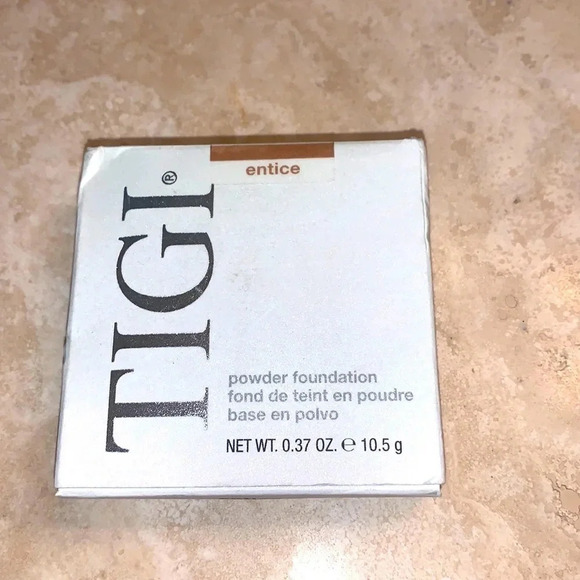 entice
TIGI®
powder foundation
fond de teint en poudre
base en polvo
NET WT. 0.37 OZ. ℮ 10.5 g